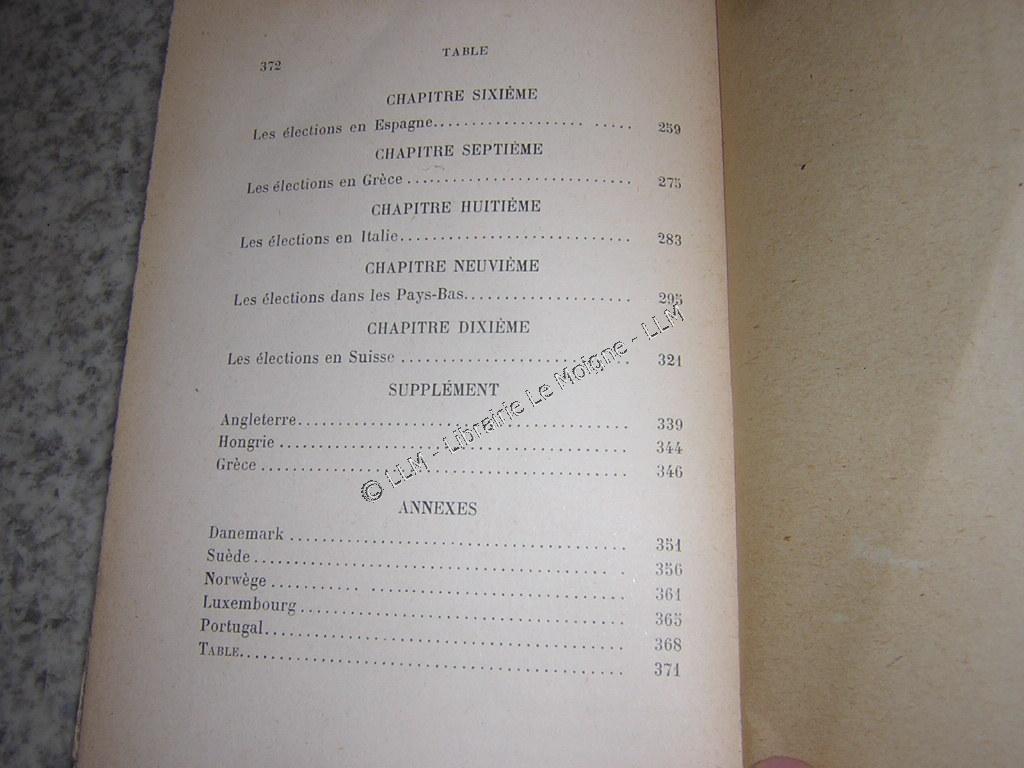 372
TABLE
CHAPITRE SIXIÈME
Les élections en Espagne.................. ..... 259
CHAPITRE SEPTIÈME
Les élections en Grèce............................ 275
CHAPITRE HUITIÈME
Les élections en Italie............................. 283
CHAPITRE NEUVIÈME
Les élections dans les Pays-Bas..................... 295
CHAPITRE DIXIÈME
Les élections en Suisse............................. 321
SUPPLÉMENT
Angleterre......................................... 339
Hongrie............................................ 344
Grèce.............................................. 346
ANNEXES
Danemark........................................... 351
Suède.............................................. 356
Norwège........... ................................ 361
Luxembourg......................................... 365
Portugal........................................... 368
TABLE.............................................. 371
© LLM - Librairie Le Moigne - LLM